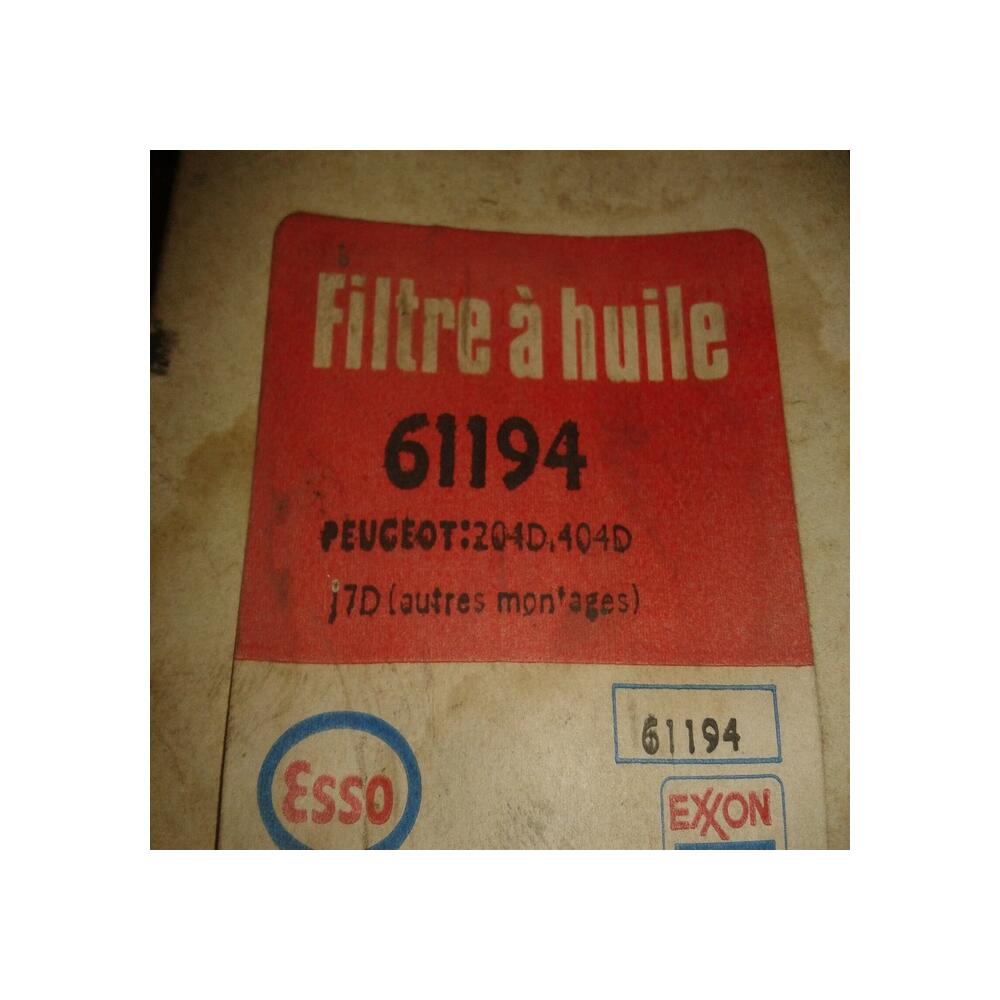 Filtre à huile
61194
PEUGEOT:204D.404D
j7D (autres montages)
61194
ESSO
EXXON